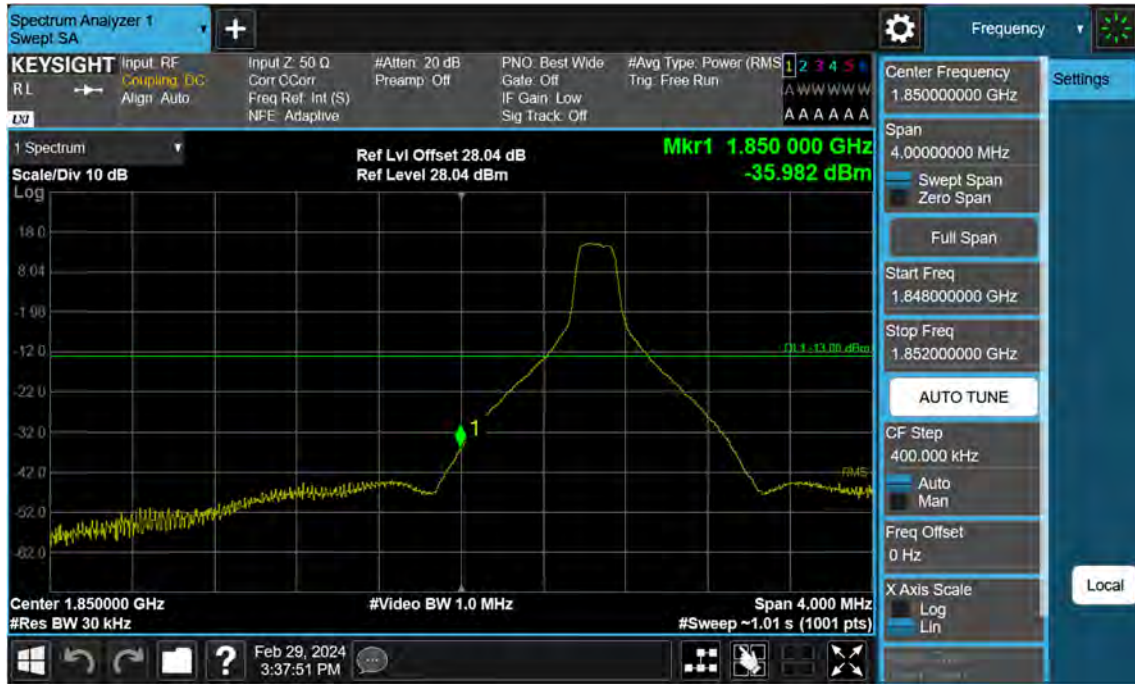 Spectrum Analyzer 1
Swept SA
Frequency
KEYSIGHT
RL
LXI
Input: RF
Coupling: DC
Align: Auto
Input Z: 50 Ω
Corr CCorr
Freq Ref: Int (S)
NFE: Adaptive
#Atten: 20 dB
Preamp: Off
PNO: Best Wide
Gate: Off
IF Gain: Low
Sig Track: Off
#Avg Type: Power (RMS
Trig: Free Run
1 2 3 4 5 6
A W W W W W
A A A A A A
1 Spectrum
Scale/Div 10 dB
Ref Lvl Offset 28.04 dB
Ref Level 28.04 dBm
Mkr1 1.850 000 GHz
-35.982 dBm
Log
18.0
8.04
-1.96
-12.0
DL1 -13.00 dBm
-22.0
-32.0
1
-42.0
RMS
-52.0
-62.0
Center 1.850000 GHz
#Video BW 1.0 MHz
Span 4.000 MHz
#Res BW 30 kHz
#Sweep ~1.01 s (1001 pts)
Feb 29, 2024
3:37:51 PM
Center Frequency
1.850000000 GHz
Settings
Span
4.00000000 MHz
Swept Span
Zero Span
Full Span
Start Freq
1.848000000 GHz
Stop Freq
1.852000000 GHz
AUTO TUNE
CF Step
400.000 kHz
Auto
Man
Freq Offset
0 Hz
X Axis Scale
Log
Lin
Local